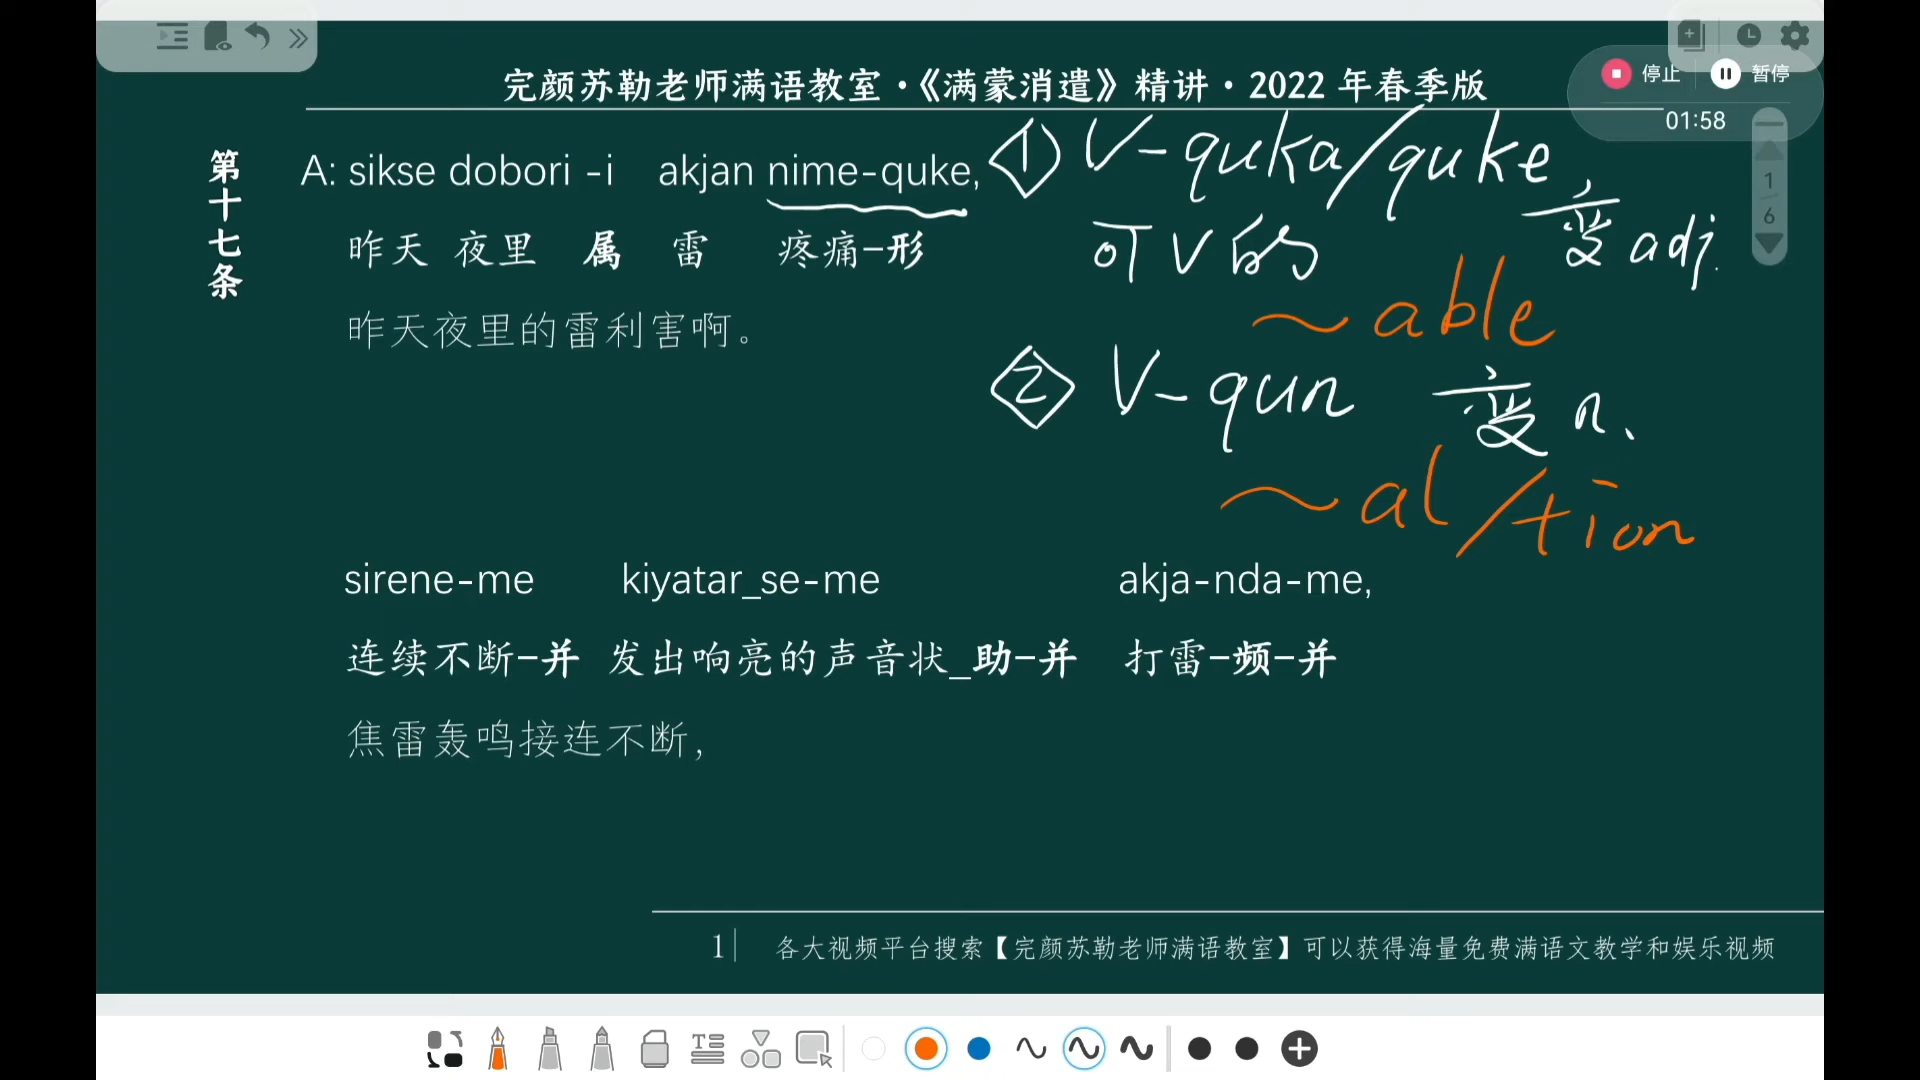 完颜苏勒老师满语教室·《满蒙消遣》精讲·2022 年春季版
停止
暂停
01:58
1
6
第十七条
A: sikse dobori -i akjan nime-quke,
昨天 夜里 属 雷 疼痛-形
昨天夜里的雷利害啊。
① V-quka/quke 变adj.
可V的
~able
② V-qun 变n、
~al/tion
sirene-me kiyatar_se-me akja-nda-me,
连续不断-并 发出响亮的声音状_助-并 打雷-频-并
焦雷轰鸣接连不断，
1
各大视频平台搜索【完颜苏勒老师满语教室】可以获得海量免费满语文教学和娱乐视频